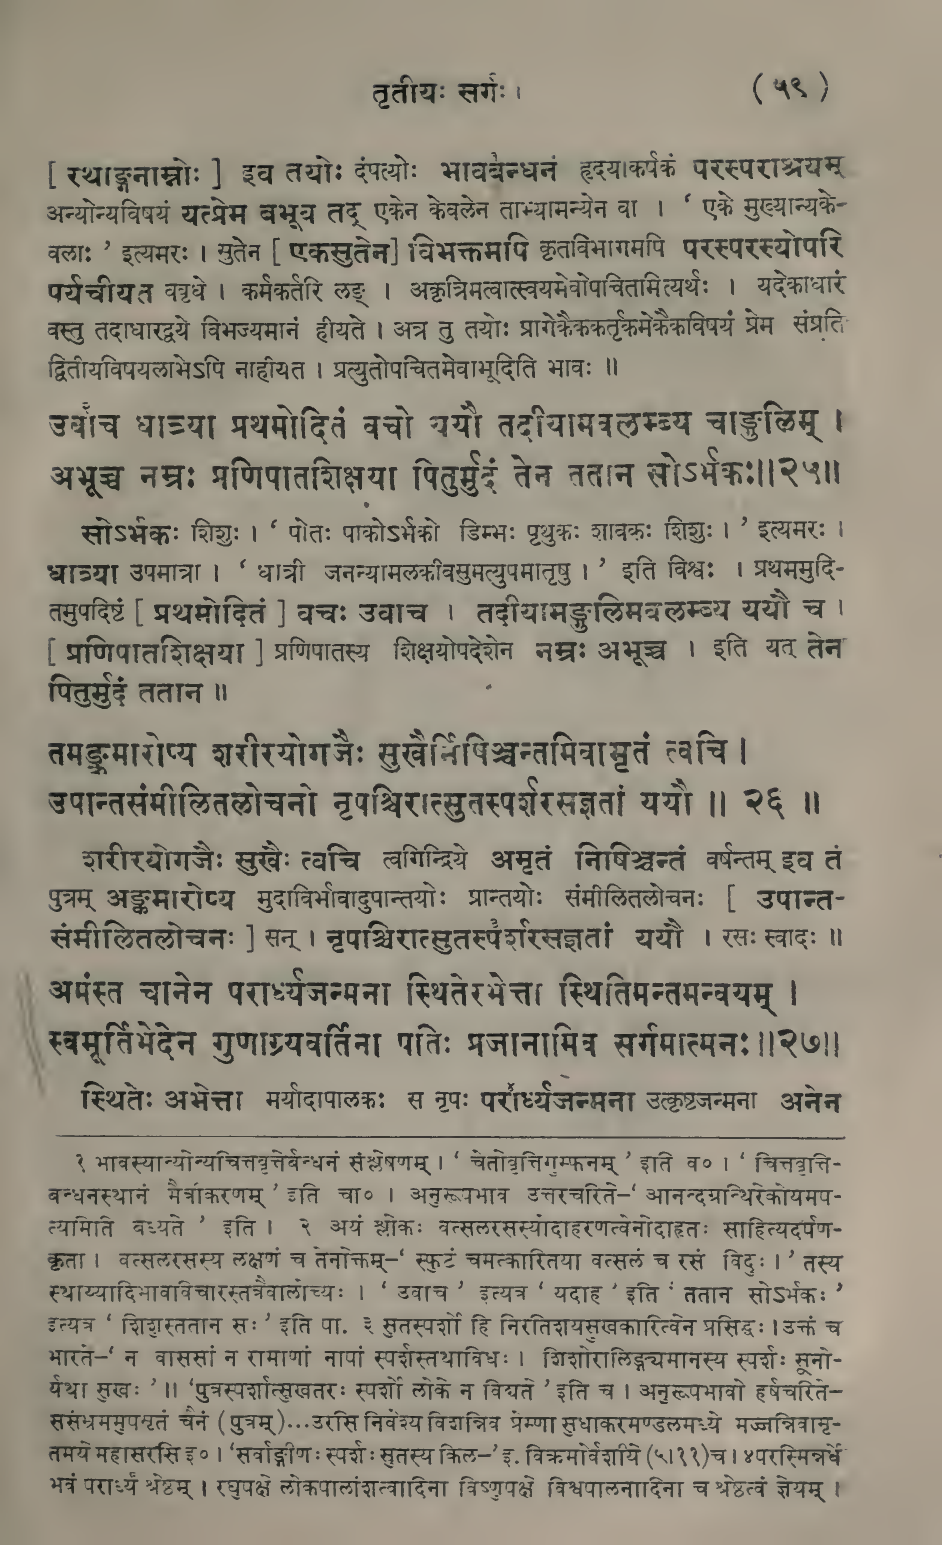 तृतीयः सर्गः।
( ५९ )
[ रथाङ्गनाम्नोः ] इव तयोः दंपत्योः भावबन्धनं हृदयाकर्षकं परस्पराश्रयम्
अन्योन्यविषयं यत्प्रेम बभूव तद् एकेन केवलेन ताभ्यामन्येन वा । ‘ एके मुख्यान्यके-
वलाः ’ इत्यमरः । सुतेन [ एकसुतेन] विभक्तमपि कृतविभागमपि परस्परस्योपरि
पर्यचीयत ववृधे । कर्मकर्तरि लङ् । अकृत्रिमत्वात्स्वयमेवोपचितामित्यर्थः । यदेकाधारं
वस्तु तदाधारद्वये विभज्यमानं हीयते । अत्र तु तयोः प्रागेकैककर्तृकमेकैकविषयं प्रेम संप्रति
द्वितीयविषयलाभेऽपि नाहीयत । प्रत्युतोपचितमेवाभूदिति भावः ॥
उवाच धात्र्या प्रथमोदितं वचो ययौ तदीयामवलम्ब्य चाङ्गुलिम् ।
अभूच्च नम्रः प्रणिपातशिक्षया पितुर्मुदं तेन ततान सोऽर्भकः॥२५॥
सोऽर्भकः शिशुः । ‘ पोतः पाकोऽर्भको डिम्भः पृथुकः शावकः शिशुः । ’ इत्यमरः ।
धात्र्या उपमात्रा । ‘ धात्री जनन्यामलकीवसुमत्युपमातृषु । ’ इति विश्वः । प्रथममुदि-
तमुपदिष्टं [ प्रथमोदितं ] वचः उवाच । तदीयामङ्गुलिमवलम्ब्य ययौ च ।
[ प्रणिपातशिक्षया ] प्रणिपातस्य शिक्षयोपदेशेन नम्रः अभूच्च । इति यत् तेन
पितुर्मुदं ततान ॥
तमङ्कमारोप्य शरीरयोगजैः सुखैर्निषिञ्चन्तमिवामृतं त्वचि ।
उपान्तसंमीलितलोचनो नृपश्चिरात्सुतस्पर्शरसज्ञतां ययौ ॥ २६ ॥
शरीरयोगजैः सुखैः त्वचि त्वगिन्द्रिये अमृतं निषिञ्चन्तं वर्षन्तम् इव तं
पुत्रम् अङ्कमारोप्य मुदाविर्भावादुपान्तयोः प्रान्तयोः संमीलितलोचनः [ उपान्त-
संमीलितलोचनः ] सन् । नृपश्चिरात्सुतस्पर्शरसज्ञतां ययौ । रसः स्वादः ॥
अमंस्त चानेन परार्ध्यजन्मना स्थितेरभेत्ता स्थितिमन्तमन्वयम् ।
स्वमूर्तिभेदेन गुणाग्र्यवर्तिना पतिः प्रजानामिव सर्गमात्मनः॥२७॥
स्थितेः अभेत्ता मर्यादापालकः स नृपः परार्ध्यजन्मना उत्कृष्टजन्मना अनेन
१ भावस्यान्योन्यचित्तवृत्तेर्बन्धनं संश्लेषणम् । ‘ चेतोवृत्तिगुम्फनम् ’ इति व० । ‘ चित्तवृत्ति-
बन्धनस्थानं मैत्रीकरणम् ’ इति चा० । अनुरूपभाव उत्तरचरिते–‘ आनन्दग्रन्थिरेकोयमप-
त्यमिति बध्यते ’ इति । २ अयं श्लोकः वत्सलरसस्योदाहरणत्वेनोदाहृतः साहित्यदर्पण-
कृता । वत्सलरसस्य लक्षणं च तेनोक्तम्–‘ स्फुटं चमत्कारितया वत्सलं च रसं विदुः । ’ तस्य
स्थाय्यादिभावविचारस्तत्रैवालोच्यः । ‘ उवाच ’ इत्यत्र ‘ यदाह ’ इति ‘ ततान सोऽर्भकः ’
इत्यत्र ‘ शिशुस्ततान सः ’ इति पा. ३ सुतस्पर्शो हि निरतिशयसुखकारित्वेन प्रसिद्धः । उक्तं च
भारते–‘ न वाससां न रामाणां नापां स्पर्शस्तथाविधः । शिशोरालिङ्ग्यमानस्य स्पर्शः सूनो-
र्यथा सुखः ’ ॥ ‘पुत्रस्पर्शात्सुखतरः स्पर्शो लोके न विद्यते ’ इति च । अनुरूपभावो हर्षचरिते–
ससंभ्रममुपसृतं चैनं ( पुत्रम् )...उरसि निवेश्य विशन्निव प्रेम्णा सुधाकरमण्डलमध्ये मज्जन्निवामृ-
तमये महासरसि इ० । ‘सर्वाङ्गीणः स्पर्शः सुतस्य किल–’ इ. विक्रमोर्वशीये (५।११) च । ४परस्मिन्नर्धे
भवं परार्ध्यं श्रेष्ठम् । रघुपक्षे लोकपालांशत्वादिना विष्णुपक्षे विश्वपालनादिना च श्रेष्ठत्वं ज्ञेयम् ।